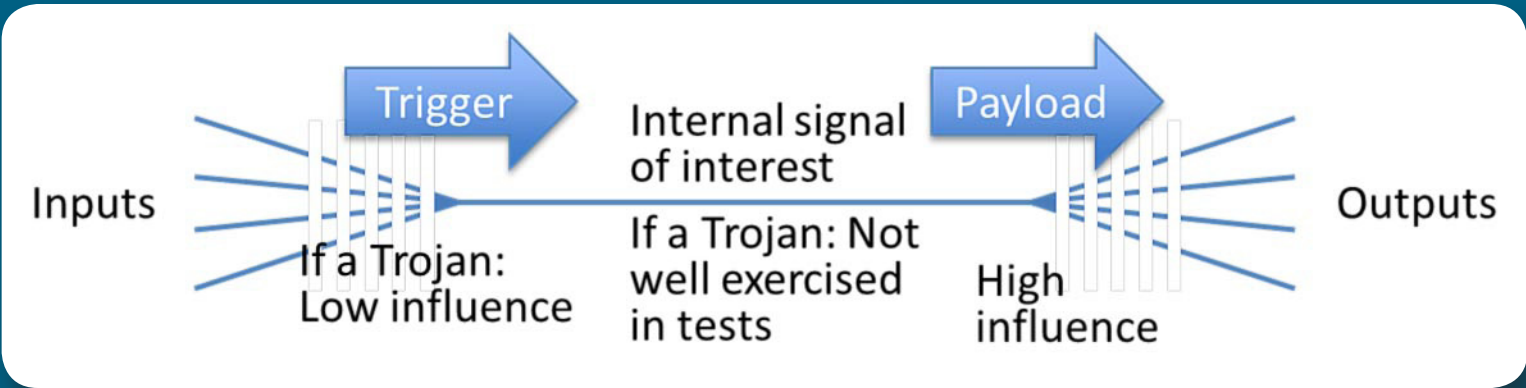 Trigger
Payload
Internal signal
of interest
Inputs
Outputs
If a Trojan:
Low influence
If a Trojan: Not
well exercised
in tests
High
influence